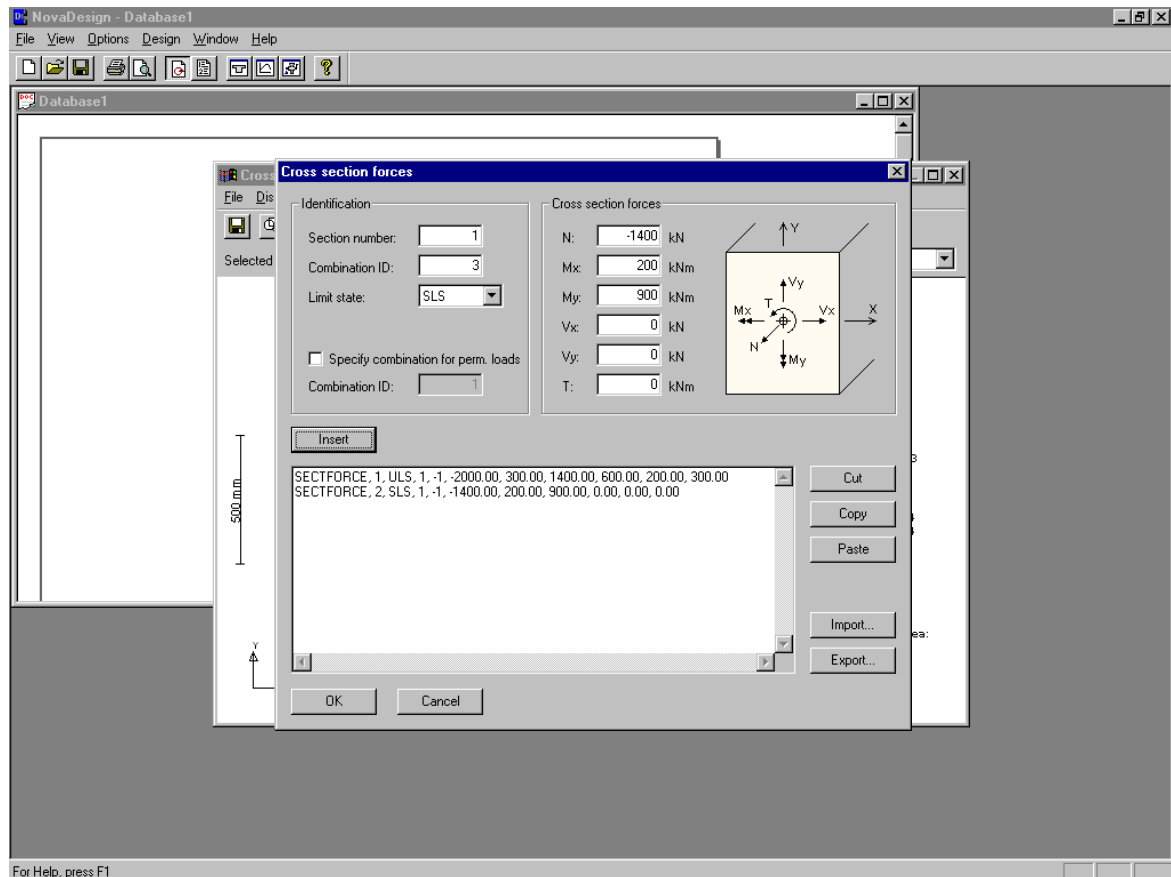 NovaDesign - Database1
File View Options Design Window Help
Database1
Cross
File Dis
Selected
500 mm
Y
3
ea:
Cross section forces
Identification
Section number: 1
Combination ID: 3
Limit state: SLS
Specify combination for perm. loads
Combination ID: 1
Cross section forces
N: -1400 kN
Mx: 200 kNm
My: 900 kNm
Vx: 0 kN
Vy: 0 kN
T: 0 kNm
Y
Vy
Mx T Vx X
N
My
Insert
SECTFORCE, 1, ULS, 1, -1, -2000.00, 300.00, 1400.00, 600.00, 200.00, 300.00
SECTFORCE, 2, SLS, 1, -1, -1400.00, 200.00, 900.00, 0.00, 0.00, 0.00
Cut
Copy
Paste
Import...
Export...
OK Cancel
For Help, press F1